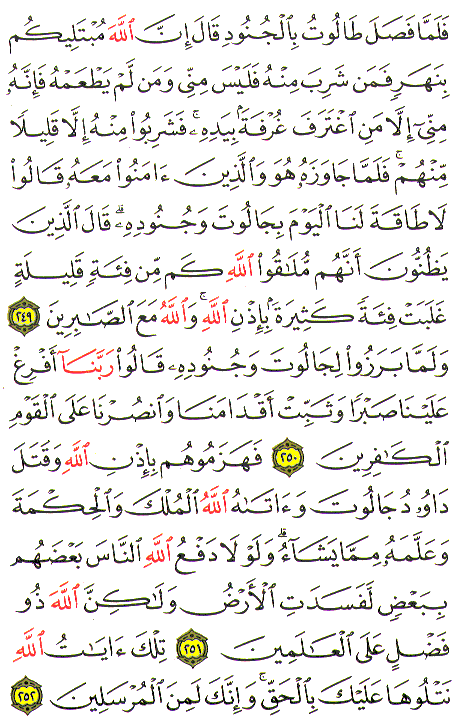 فَلَمَّا فَصَلَ طَالُوتُ بِٱلْجُنُودِ قَالَ إِنَّ ٱللَّهَ مُبْتَلِيكُم
بِنَهَرٍ فَمَن شَرِبَ مِنْهُ فَلَيْسَ مِنِّي وَمَن لَّمْ يَطْعَمْهُ فَإِنَّهُۥ
مِنِّيٓ إِلَّا مَنِ ٱغْتَرَفَ غُرْفَةًۢ بِيَدِهِۦۚ فَشَرِبُوا۟ مِنْهُ إِلَّا قَلِيلًا
مِّنْهُمْۚ فَلَمَّا جَاوَزَهُۥ هُوَ وَٱلَّذِينَ ءَامَنُوا۟ مَعَهُۥ قَالُوا۟
لَا طَاقَةَ لَنَا ٱلْيَوْمَ بِجَالُوتَ وَجُنُودِهِۦۚ قَالَ ٱلَّذِينَ
يَظُنُّونَ أَنَّهُم مُّلَـٰقُوا۟ ٱللَّهِ كَم مِّن فِئَةٍ قَلِيلَةٍ
غَلَبَتْ فِئَةً كَثِيرَةًۢ بِإِذْنِ ٱللَّهِۗ وَٱللَّهُ مَعَ ٱلصَّـٰبِرِينَ ٢٤٩
وَلَمَّا بَرَزُوا۟ لِجَالُوتَ وَجُنُودِهِۦ قَالُوا۟ رَبَّنَآ أَفْرِغْ
عَلَيْنَا صَبْرًا وَثَبِّتْ أَقْدَامَنَا وَٱنصُرْنَا عَلَى ٱلْقَوْمِ
ٱلْكَـٰفِرِينَ ٢٥٠ فَهَزَمُوهُم بِإِذْنِ ٱللَّهِ وَقَتَلَ
دَاوُۥدُ جَالُوتَ وَءَاتَىٰهُ ٱللَّهُ ٱلْمُلْكَ وَٱلْحِكْمَةَ
وَعَلَّمَهُۥ مِمَّا يَشَآءُۗ وَلَوْلَا دَفْعُ ٱللَّهِ ٱلنَّاسَ بَعْضَهُم
بِبَعْضٍ لَّفَسَدَتِ ٱلْأَرْضُ وَلَـٰكِنَّ ٱللَّهَ ذُو
فَضْلٍ عَلَى ٱلْعَـٰلَمِينَ ٢٥١ تِلْكَ ءَايَـٰتُ ٱللَّهِ
نَتْلُوهَا عَلَيْكَ بِٱلْحَقِّۚ وَإِنَّكَ لَمِنَ ٱلْمُرْسَلِينَ ٢٥٢